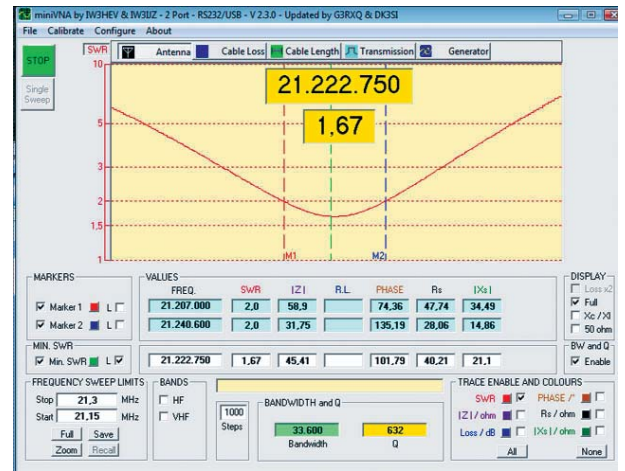 miniVNA by IW3HEV & IW3IJZ - 2 Port - RS232/USB - V 2.3.0 - Updated by G3RXQ & DK3SI
File Calibrate Configure About
STOP
Single Sweep
SWR Antenna Cable Loss Cable Length Transmission Generator
10
5
3
2
1,5
1
21.222.750
1,67
M1 M2
MARKERS
Marker 1 L
Marker 2 L
VALUES
FREQ. SWR |Z| R.L. PHASE Rs |Xs|
21.207.000 2,0 58,9 74,36 47,74 34,49
21.240.600 2,0 31,75 135,19 28,06 14,86
DISPLAY
Loss x2
Full
Xc / Xl
50 ohm
MIN. SWR
Min. SWR L
21.222.750 1,67 45,41 101,79 40,21 21,1
BW and Q
Enable
FREQUENCY SWEEP LIMITS
Stop 21,3 MHz
Start 21,15 MHz
Full Save
Zoom Recall
BANDS
HF
VHF
1000
Steps
BANDWIDTH and Q
33.600 632
Bandwidth Q
TRACE ENABLE AND COLOURS
SWR PHASE /°
|Z| / ohm Rs / ohm
Loss / dB |Xs| / ohm
All None